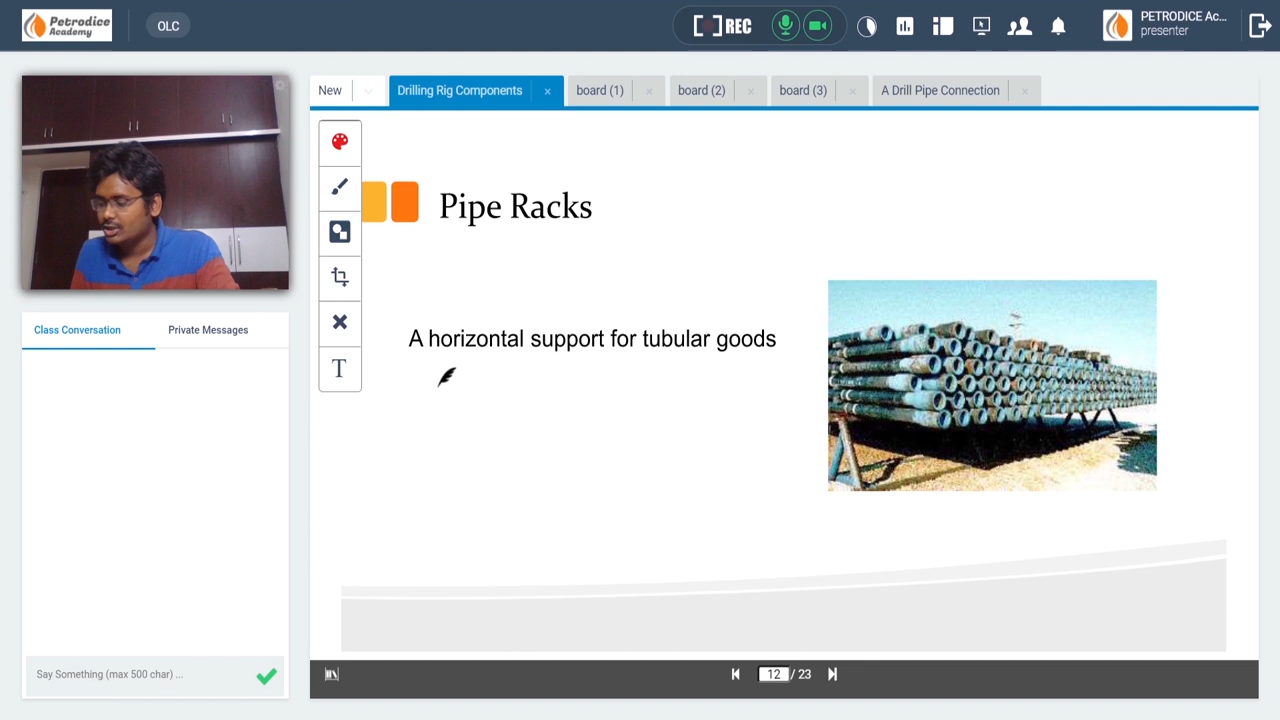 Petrodice
Academy
OLC
REC
PETRODICE Ac...
presenter
New
Drilling Rig Components
board (1)
board (2)
board (3)
A Drill Pipe Connection
T
Pipe Racks
A horizontal support for tubular goods
Class Conversation
Private Messages
Say Something (max 500 char) ...
12 / 23